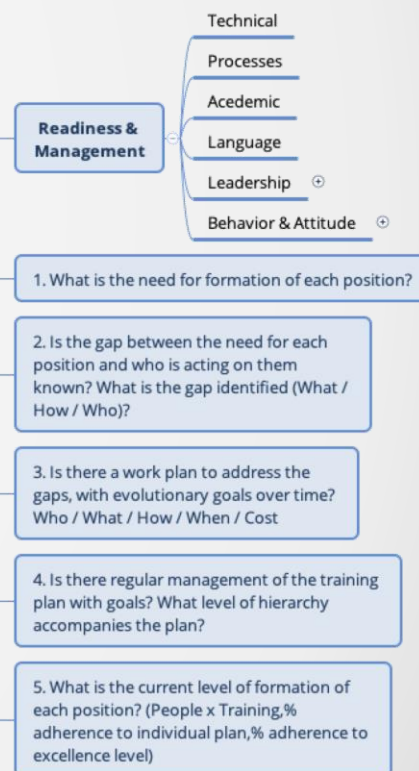 Technical
Processes
Acedemic
Readiness &
Management
Language
Leadership
Behavior & Attitude
1. What is the need for formation of each position?
2. Is the gap between the need for each
position and who is acting on them
known? What is the gap identified (What /
How / Who)?
3. Is there a work plan to address the
gaps, with evolutionary goals over time?
Who / What / How / When / Cost
4. Is there regular management of the training
plan with goals? What level of hierarchy
accompanies the plan?
5. What is the current level of formation of
each position? (People x Training,%
adherence to individual plan,% adherence to
excellence level)